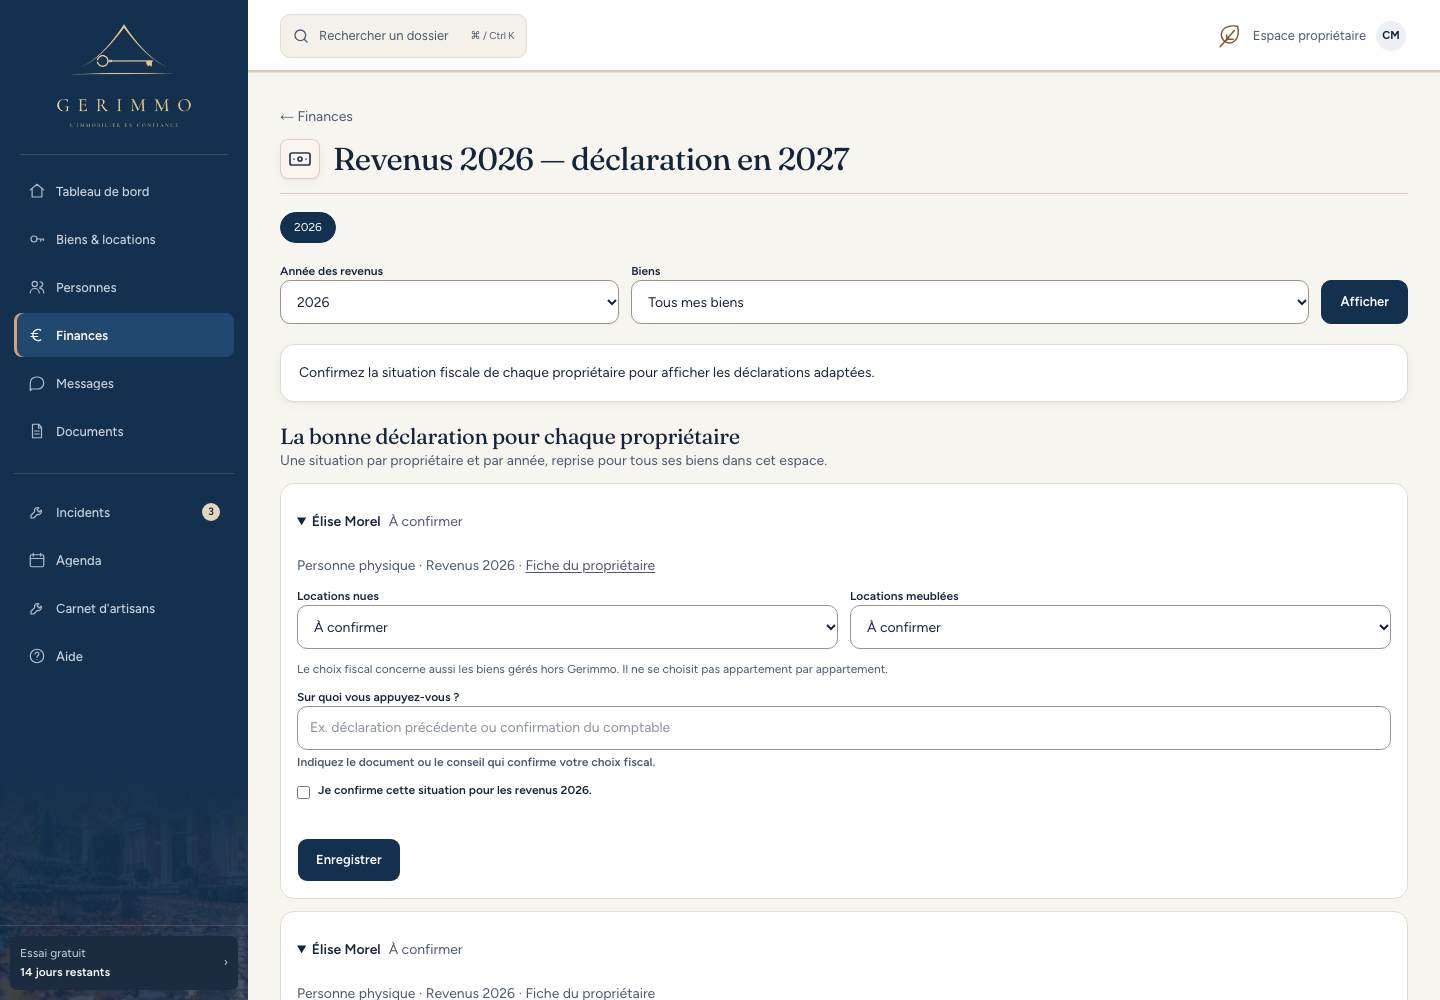 GERIMMO
L'IMMOBILIER EN CONFIANCE
Tableau de bord
Biens & locations
Personnes
Finances
Messages
Documents
Incidents 3
Agenda
Carnet d'artisans
Aide
Essai gratuit
14 jours restants ›
Rechercher un dossier ⌘ / Ctrl K
Espace propriétaire CM
← Finances
Revenus 2026 — déclaration en 2027
2026
Année des revenus Biens
2026 Tous mes biens Afficher
Confirmez la situation fiscale de chaque propriétaire pour afficher les déclarations adaptées.
La bonne déclaration pour chaque propriétaire
Une situation par propriétaire et par année, reprise pour tous ses biens dans cet espace.
▼ Élise Morel À confirmer
Personne physique · Revenus 2026 · Fiche du propriétaire
Locations nues Locations meublées
À confirmer À confirmer
Le choix fiscal concerne aussi les biens gérés hors Gerimmo. Il ne se choisit pas appartement par appartement.
Sur quoi vous appuyez-vous ?
Ex. déclaration précédente ou confirmation du comptable
Indiquez le document ou le conseil qui confirme votre choix fiscal.
Je confirme cette situation pour les revenus 2026.
Enregistrer
▼ Élise Morel À confirmer
Personne physique · Revenus 2026 · Fiche du propriétaire